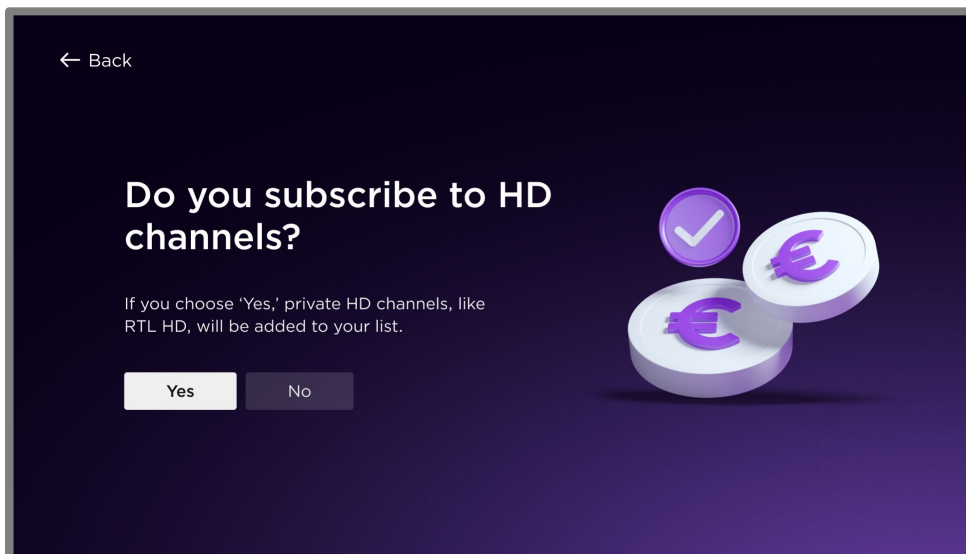 ← Back
Do you subscribe to HD
channels?
If you choose ‘Yes,’ private HD channels, like
RTL HD, will be added to your list.
Yes
No
€
€